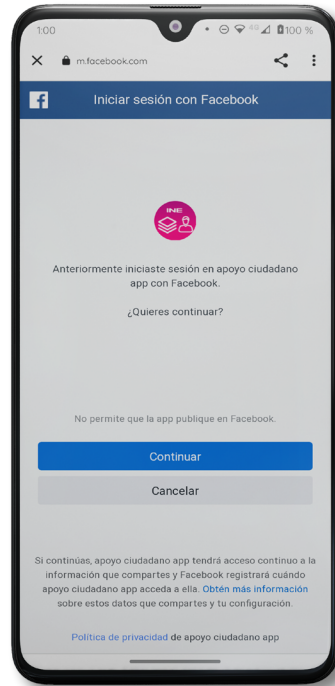 1:00
4G 100 %
m.facebook.com
f Iniciar sesión con Facebook
INE
Anteriormente iniciaste sesión en apoyo ciudadano
app con Facebook.
¿Quieres continuar?
No permite que la app publique en Facebook.
Continuar
Cancelar
Si continúas, apoyo ciudadano app tendrá acceso continuo a la
información que compartes y Facebook registrará cuándo
apoyo ciudadano app acceda a ella. Obtén más información
sobre estos datos que compartes y tu configuración.
Política de privacidad de apoyo ciudadano app